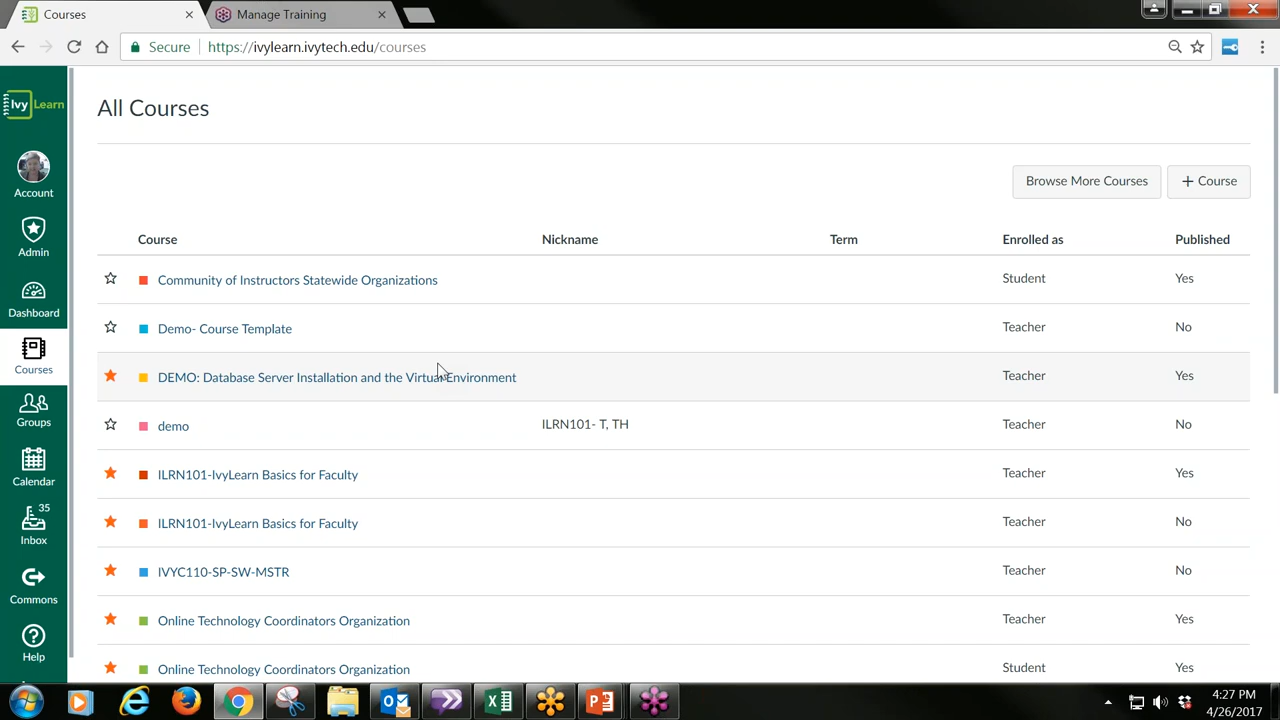 Courses
Manage Training
Secure
https://ivylearn.ivytech.edu/courses
Ivy Learn
Account
Admin
Dashboard
Courses
Groups
Calendar
35
Inbox
Commons
Help
All Courses
Browse More Courses
+ Course
Course Nickname Term Enrolled as Published
Community of Instructors Statewide Organizations Student Yes
Demo- Course Template Teacher No
DEMO: Database Server Installation and the Virtual Environment Teacher Yes
demo ILRN101- T, TH Teacher No
ILRN101-IvyLearn Basics for Faculty Teacher Yes
ILRN101-IvyLearn Basics for Faculty Teacher No
IVYC110-SP-SW-MSTR Teacher No
Online Technology Coordinators Organization Teacher Yes
Online Technology Coordinators Organization Student Yes
4:27 PM
4/26/2017